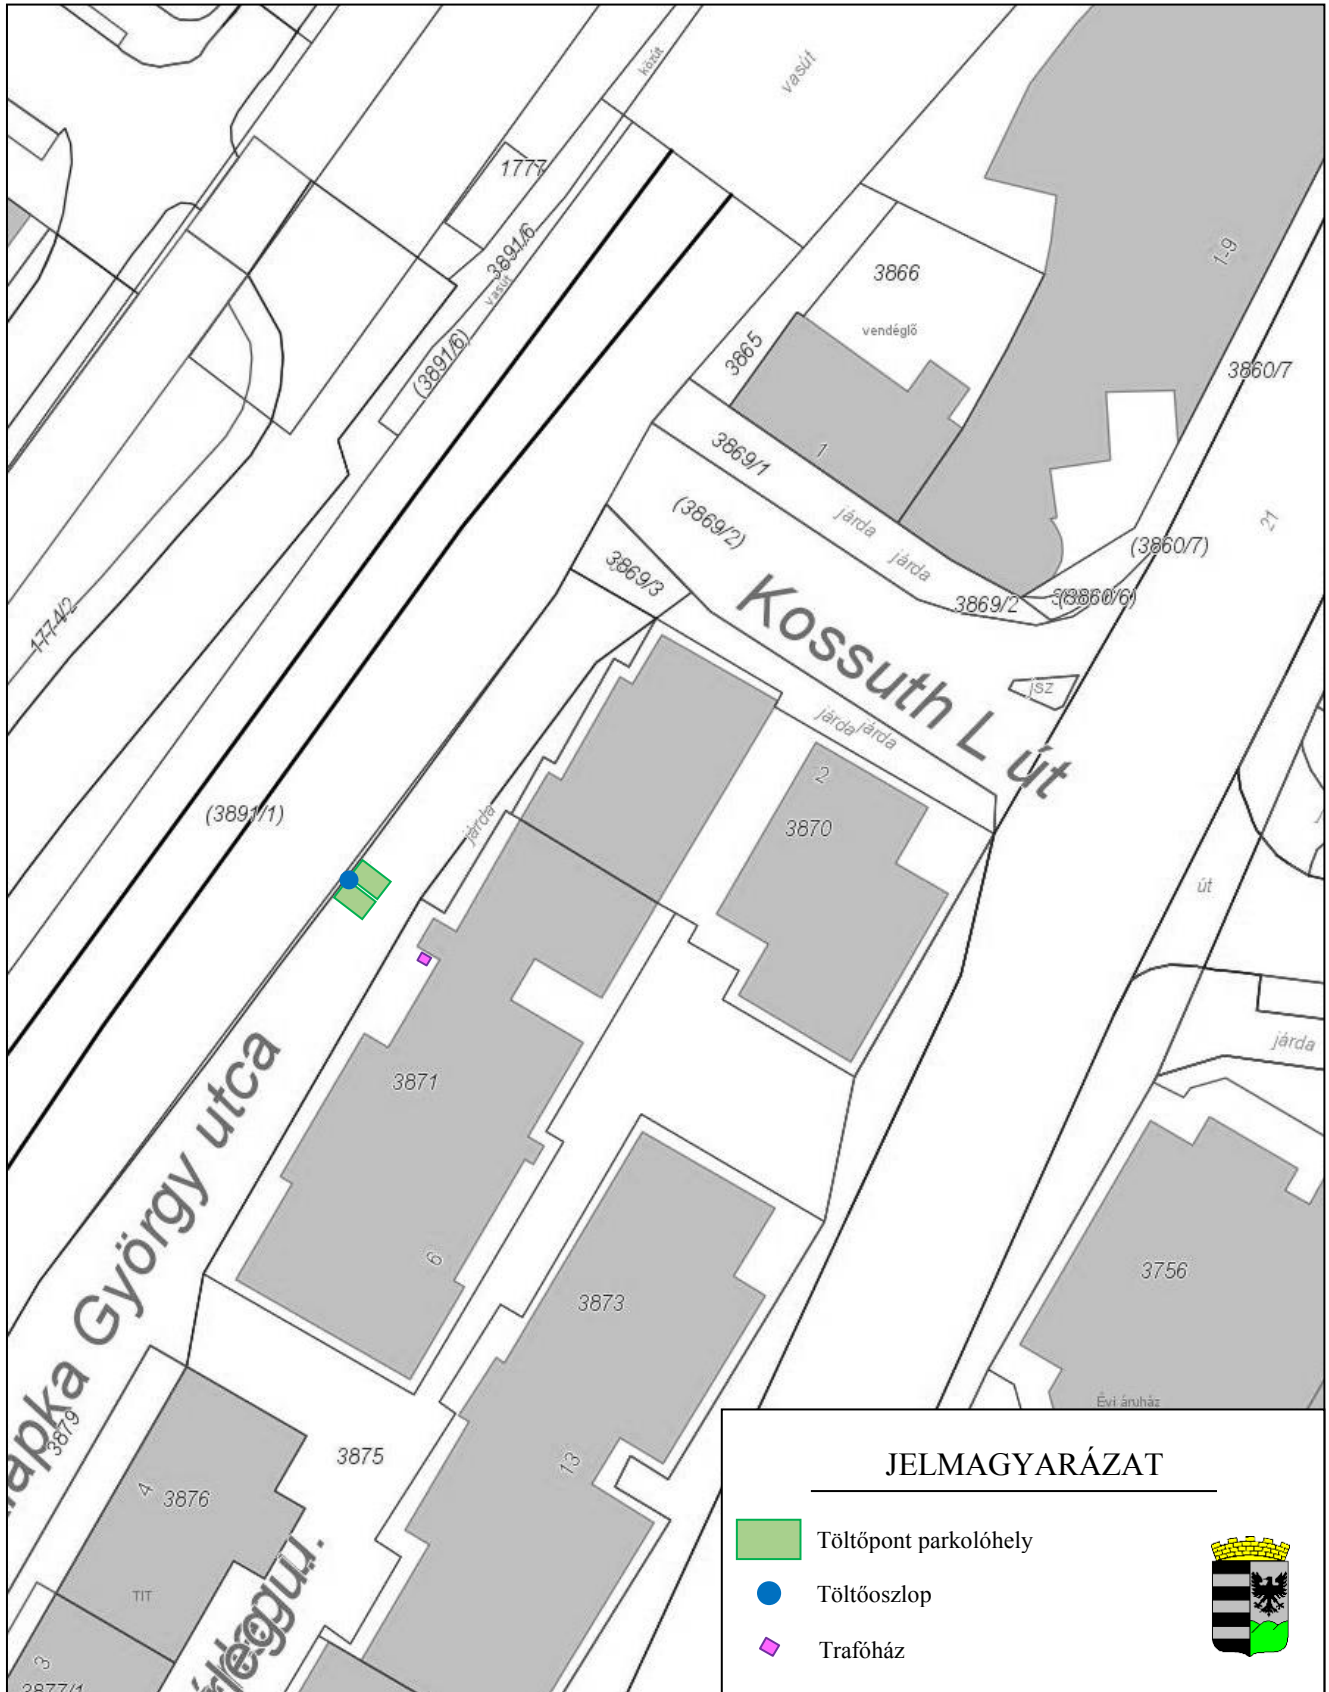 közút
vasút
1777
3891/6
vasút
(3891/6)
3866
vendéglő
1-9
3865
3860/7
3869/1
1
(3869/2)
járda
járda
21
(3860/7)
3869/3
3869/2
(3860/6)
1774/2
Kossuth L út
jsz
járda
járda
2
3870
(3891/1)
járda
út
járda
3871
György utca
6
3756
3873
Évi áruház
3879
3875
13
4
3876
TIT
3
3877/1
JELMAGYARÁZAT
Töltőpont parkolóhely
Töltőoszlop
Trafóház